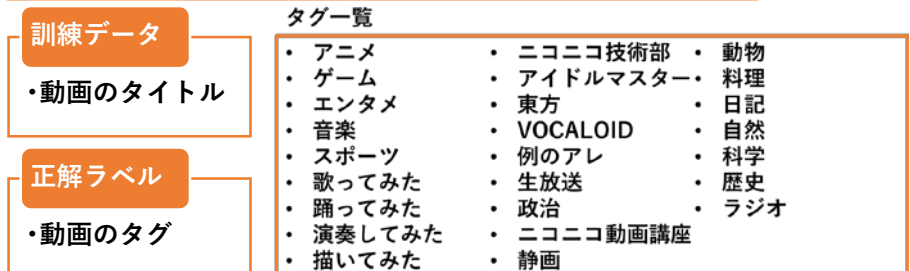 訓練データ
・動画のタイトル
正解ラベル
・動画のタグ
タグ一覧
・ アニメ
・ ゲーム
・ エンタメ
・ 音楽
・ スポーツ
・ 歌ってみた
・ 踊ってみた
・ 演奏してみた
・ 描いてみた
・ ニコニコ技術部
・ アイドルマスター
・ 東方
・ VOCALOID
・ 例のアレ
・ 生放送
・ 政治
・ ニコニコ動画講座
・ 静画
・ 動物
・ 料理
・ 日記
・ 自然
・ 科学
・ 歴史
・ ラジオ